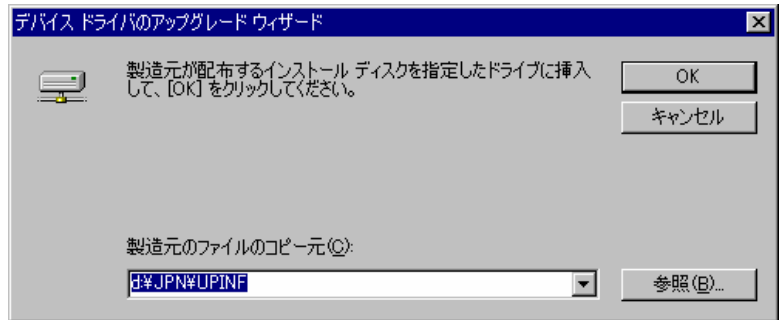 デバイス ドライバのアップグレード ウィザード
製造元が配布するインストール ディスクを指定したドライブに挿入
して、[OK] をクリックしてください。
OK
キャンセル
製造元のファイルのコピー元(C):
d:¥JPN¥UPINF
参照(B)...